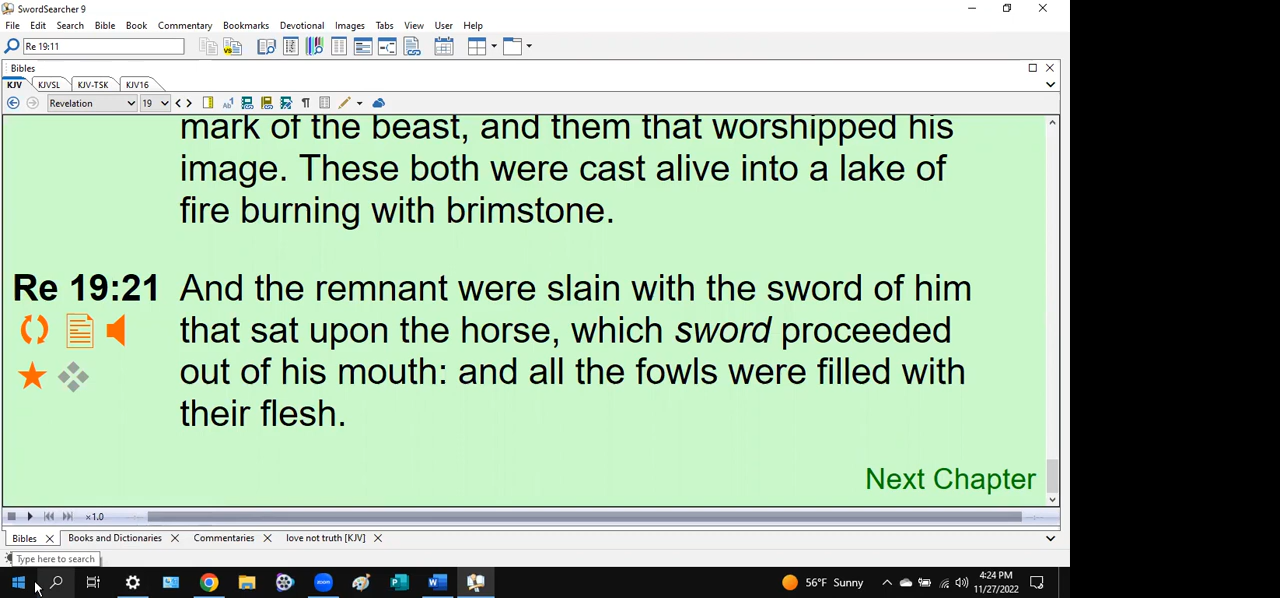 SwordSearcher 9
File Edit Search Bible Book Commentary Bookmarks Devotional Images Tabs View User Help
Re 19:11
Bibles
KJV KJVSL KJV-TSK KJV16
Revelation 19
mark of the beast, and them that worshipped his
image. These both were cast alive into a lake of
fire burning with brimstone.
Re 19:21 And the remnant were slain with the sword of him
that sat upon the horse, which sword proceeded
out of his mouth: and all the fowls were filled with
their flesh.
Next Chapter
×1.0
Bibles Books and Dictionaries Commentaries love not truth [KJV]
Type here to search
56°F Sunny
4:24 PM
11/27/2022